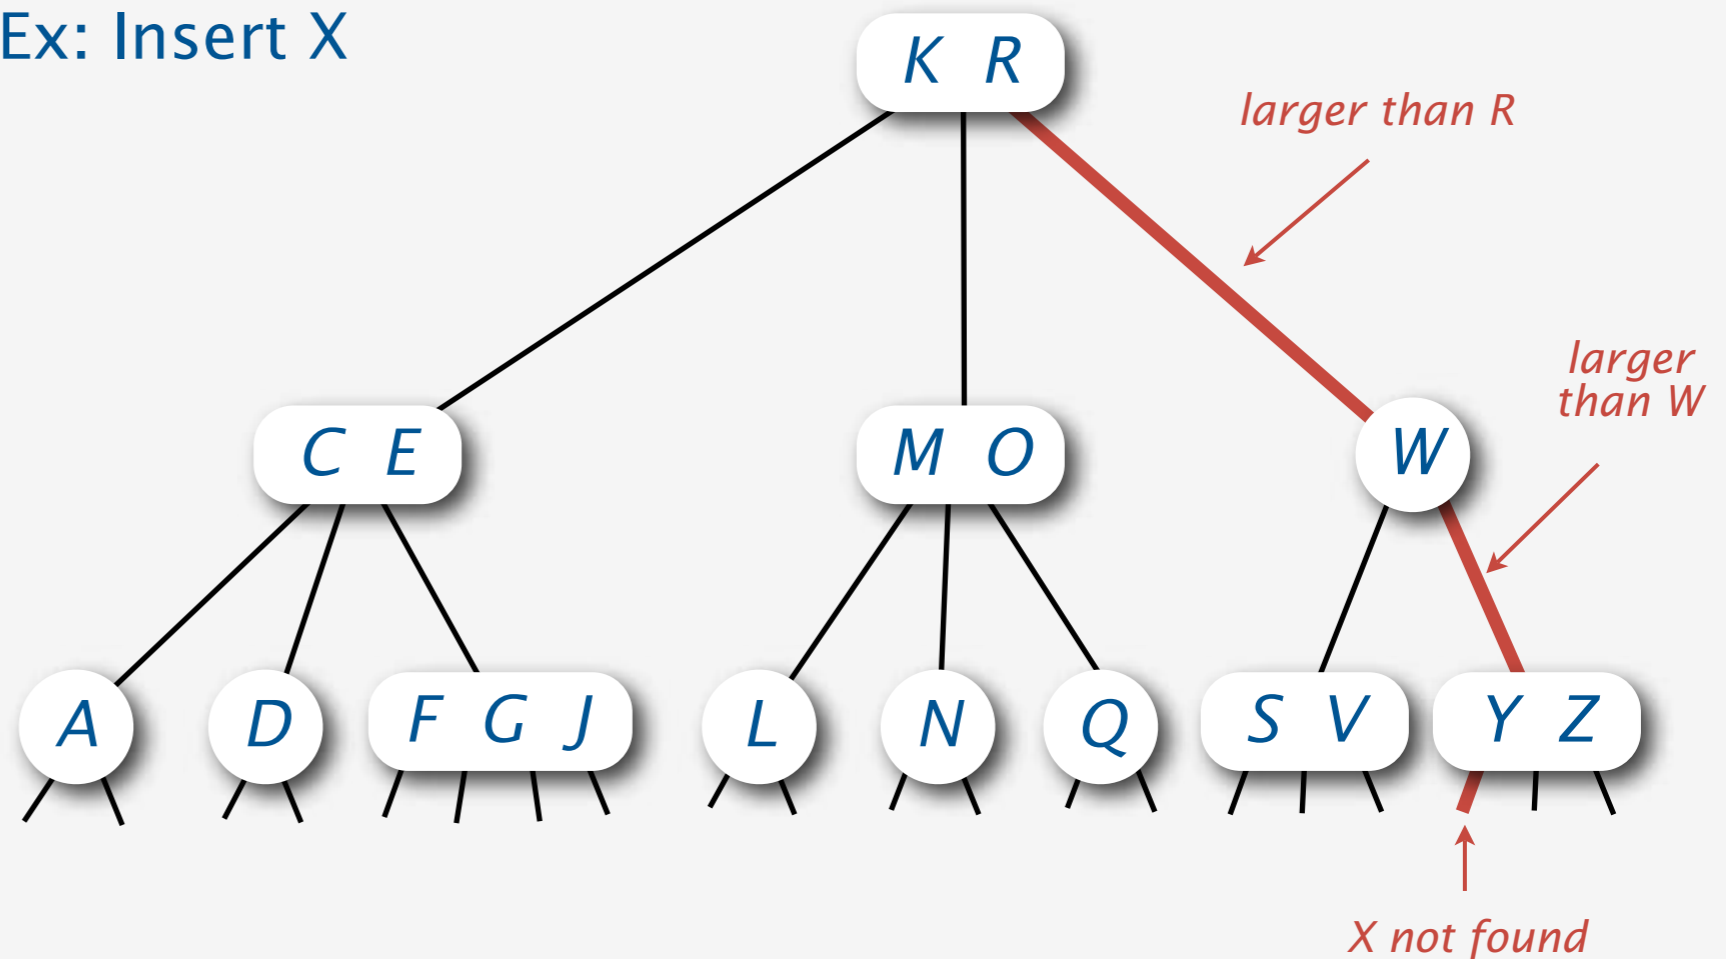 Ex: Insert X
K R
larger than R
larger
than W
C E
M O
W
A
D
F G J
L
N
Q
S V
Y Z
X not found